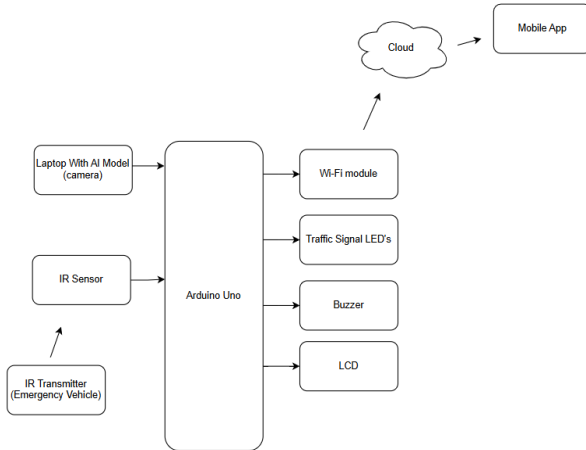 Mobile App
Cloud
Laptop With AI Model
(camera)
Wi-Fi module
Traffic Signal LED's
IR Sensor
Arduino Uno
Buzzer
LCD
IR Transmitter
(Emergency Vehicle)